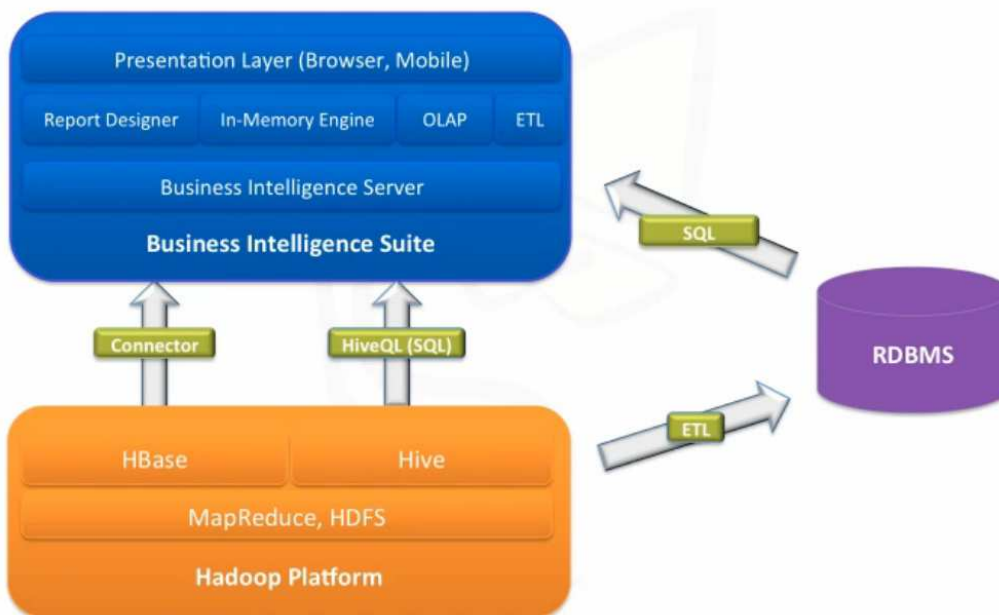 Presentation Layer (Browser, Mobile)
Report Designer
In-Memory Engine
OLAP
ETL
Business Intelligence Server
Business Intelligence Suite
SQL
Connector
HiveQL (SQL)
RDBMS
ETL
HBase
Hive
MapReduce, HDFS
Hadoop Platform